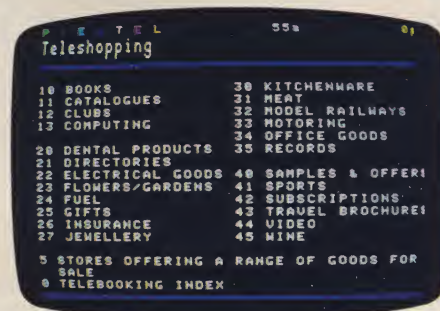 P E T E L 55a 0p
Teleshopping
10 BOOKS
11 CATALOGUES
12 CLUBS
13 COMPUTING
20 DENTAL PRODUCTS
21 DIRECTORIES
22 ELECTRICAL GOODS
23 FLOWERS/GARDENS
24 FUEL
25 GIFTS
26 INSURANCE
27 JEWELLERY
30 KITCHENWARE
31 MEAT
32 MODEL RAILWAYS
33 MOTORING
34 OFFICE GOODS
35 RECORDS
40 SAMPLES & OFFERS
41 SPORTS
42 SUBSCRIPTIONS
43 TRAVEL BROCHURES
44 VIDEO
45 WINE
5 STORES OFFERING A RANGE OF GOODS FOR
SALE
0 TELEBOOKING INDEX